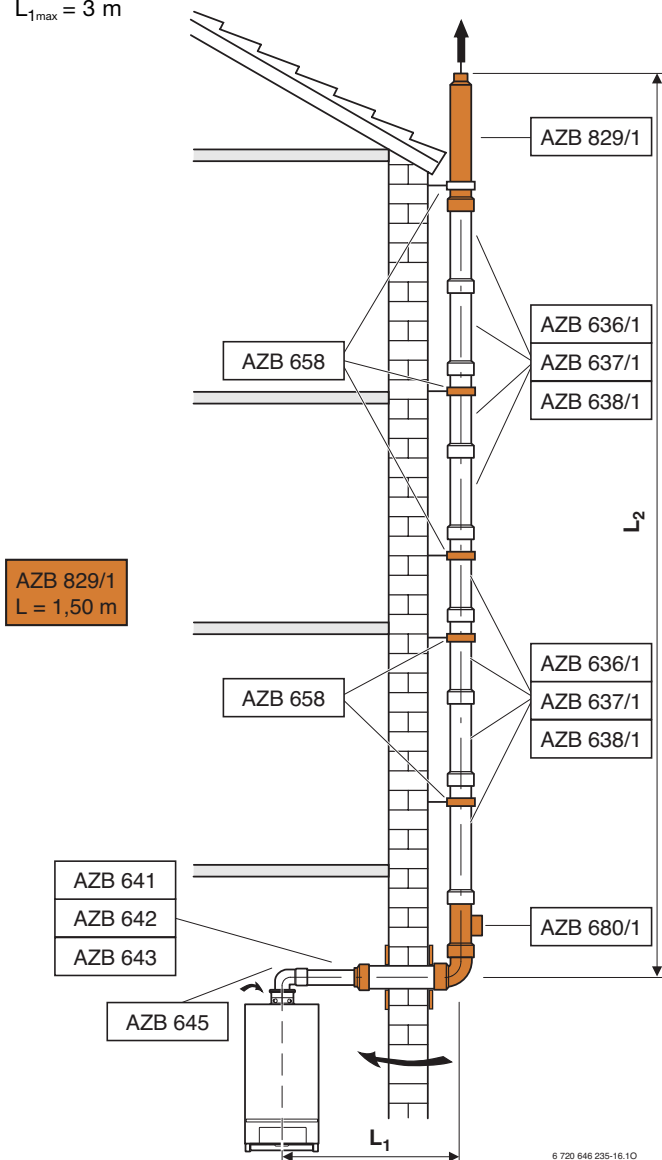 L1max = 3 m
AZB 829/1
AZB 636/1
AZB 658
AZB 637/1
AZB 638/1
L2
AZB 829/1
L = 1,50 m
AZB 636/1
AZB 658
AZB 637/1
AZB 638/1
AZB 641
AZB 642
AZB 680/1
AZB 643
AZB 645
L1
6 720 646 235-16.1O